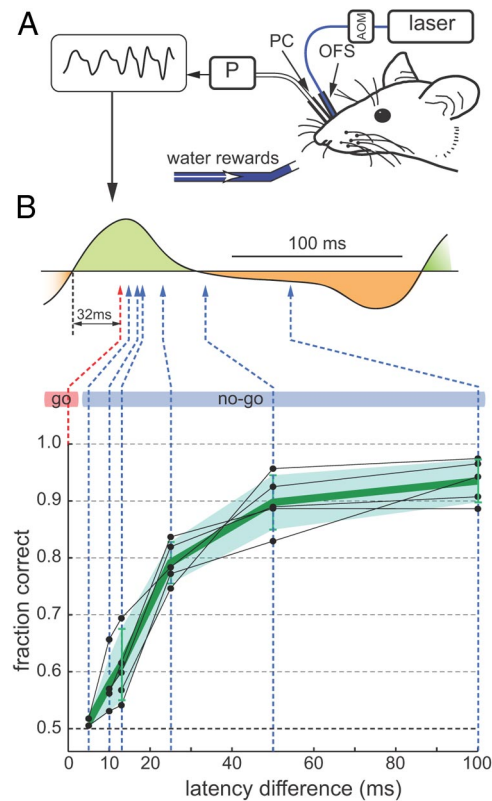 A
laser
AOM
PC
OFS
P
water rewards
B
100 ms
32ms
go
no-go
1.0
0.9
0.8
0.7
0.6
0.5
fraction correct
0
20
40
60
80
100
latency difference (ms)